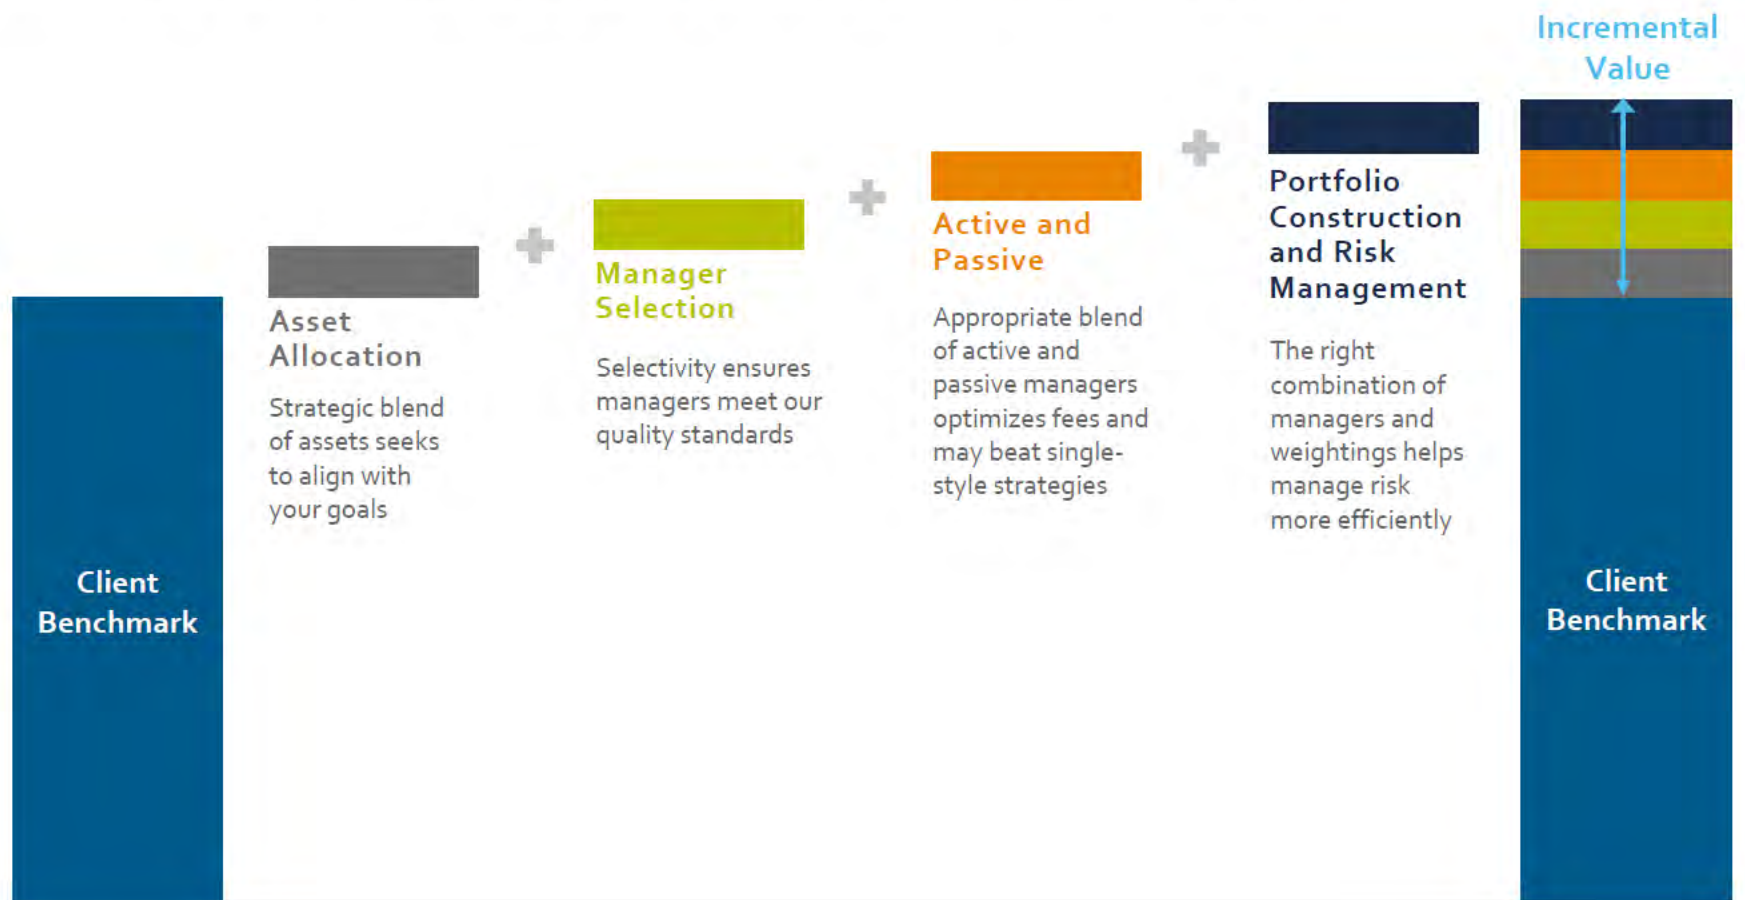 Incremental
Value
Client
Benchmark
Asset
Allocation
Strategic blend
of assets seeks
to align with
your goals
Manager
Selection
Selectivity ensures
managers meet our
quality standards
Active and
Passive
Appropriate blend
of active and
passive managers
optimizes fees and
may beat single-
style strategies
Portfolio
Construction
and Risk
Management
The right
combination of
managers and
weightings helps
manage risk
more efficiently
Client
Benchmark